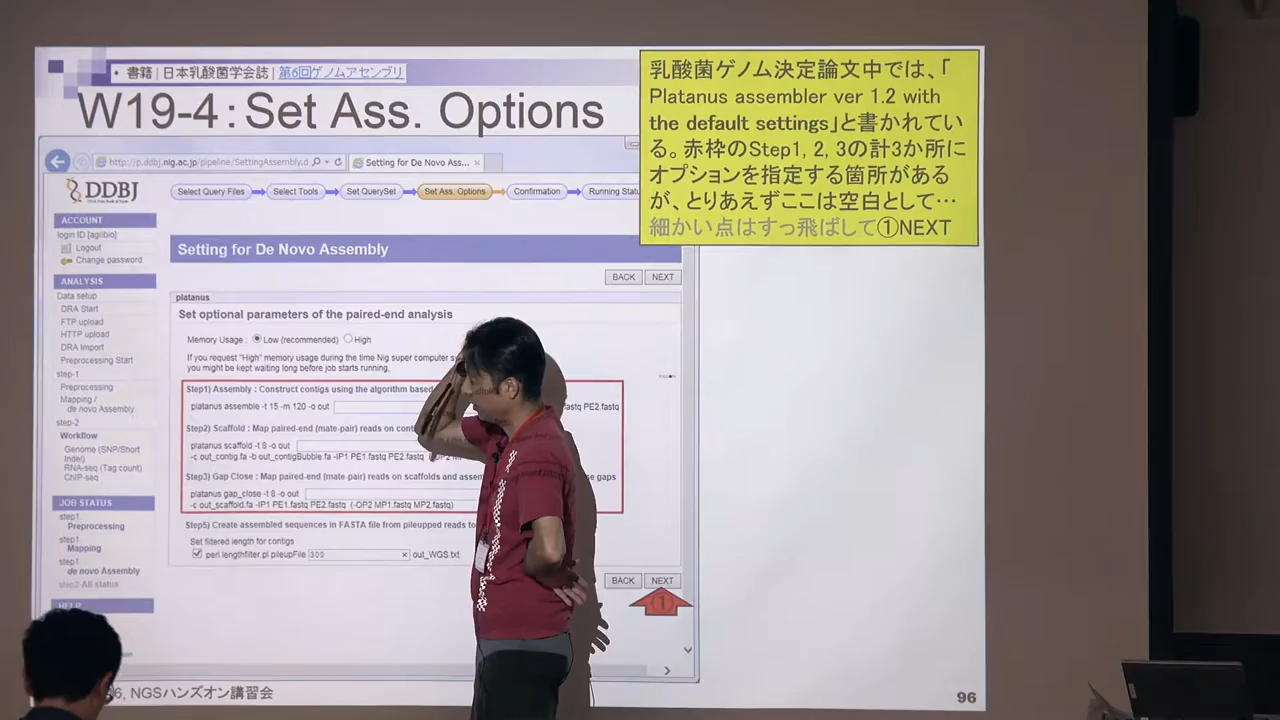 ・書籍 | 日本乳酸菌学会誌 | 第6回ゲノムアセンブリ
W19-4:Set Ass. Options
乳酸菌ゲノム決定論文中では、「
Platanus assembler ver 1.2 with
the default settings」と書かれてい
る。赤枠のStep1, 2, 3の計3か所に
オプションを指定する箇所がある
が、とりあえずここは空白として…
細かい点はすっ飛ばして①NEXT
http://p.ddbj.nig.ac.jp/pipeline/SettingAssembly.d
Setting for De Novo Ass...
DDBJ
Select Query Files
Select Tools
Set QuerySet
Set Ass. Options
Confirmation
Running Statu
ACCOUNT
login ID [agribio]
Logout
Change password
ANALYSIS
Data setup
DRA Start
FTP upload
HTTP upload
DRA Import
Preprocessing Start
step-1
Preprocessing
Mapping /
de novo Assembly
step-2
Workflow
Genome (SNP/Short
Indel)
RNA-seq (Tag count)
ChIP-seq
JOB STATUS
step1
Preprocessing
step1
Mapping
step1
de novo Assembly
step2-All status
HELP
Setting for De Novo Assembly
BACK NEXT
platanus
Set optional parameters of the paired-end analysis
Memory Usage : Low (recommended) High
If you request "High" memory usage during the time Nig super computer s
you might be kept waiting long before job starts running.
Step1) Assembly : Construct contigs using the algorithm based
platanus assemble -t 15 -m 120 -o out astq PE2.fastq
Step2) Scaffold : Map paired-end (mate-pair) reads on cont
platanus scaffold -t 8 -o out
-c out_contig.fa -b out_contigBubble.fa -IP1 PE1.fastq PE2.fastq
Step3) Gap Close : Map paired-end (mate-pair) reads on scaffolds and assem se gaps
platanus gap_close -t 8 -o out
-c out_scaffold.fa -IP1 PE1.fastq PE2.fastq (-OP2 MP1.fastq MP2.fastq)
Step5) Create assembled sequences in FASTA file from pileupped reads to
Set filtered length for contigs
perl lengthfilter.pl pileupFile 300 × out_WGS.txt
BACK NEXT
①
6, NGSハンズオン講習会
96